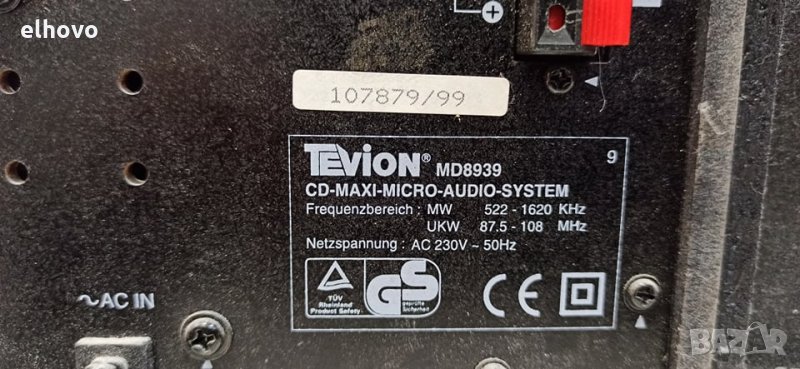 elhovo
107879/99
TEVION® MD8939 9
CD-MAXI-MICRO-AUDIO-SYSTEM
Frequenzbereich : MW 522 - 1620 KHz
UKW 87.5 - 108 MHz
Netzspannung : AC 230V ~ 50Hz
TÜV
Rheinland
Product Safety
GS
geprüfte
Sicherheit
CE
~AC IN
BAZAR